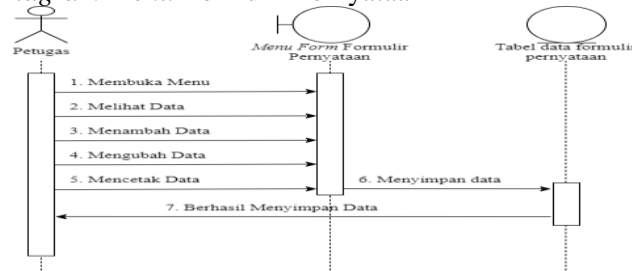 Petugas
Menu Form Formulir
Pernyataan
Tabel data formulir
pernyataan
1. Membuka Menu
2. Melihat Data
3. Menambah Data
4. Mengubah Data
5. Mencetak Data
6. Menyimpan data
7. Berhasil Menyimpan Data